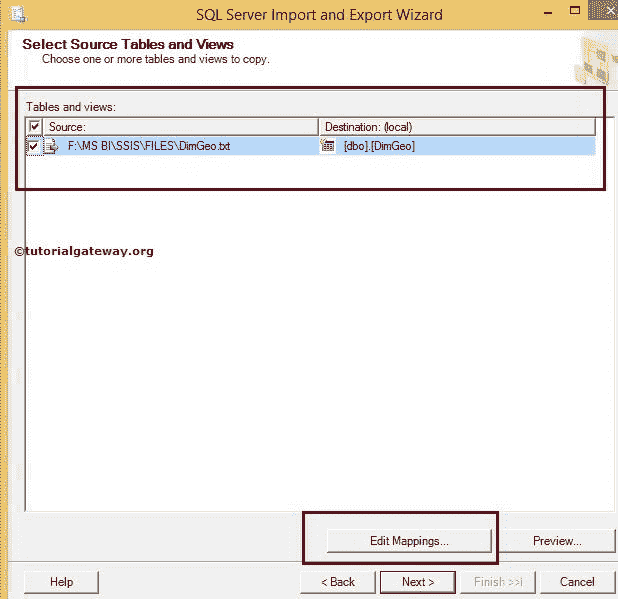 SQL Server Import and Export Wizard
Select Source Tables and Views
Choose one or more tables and views to copy.
Tables and views:
Source: Destination: (local)
F:\MS BI\SSIS\FILES\DimGeo.txt [dbo].[DimGeo]
©tutorialgateway.org
Edit Mappings... Preview...
Help < Back Next > Finish >>| Cancel